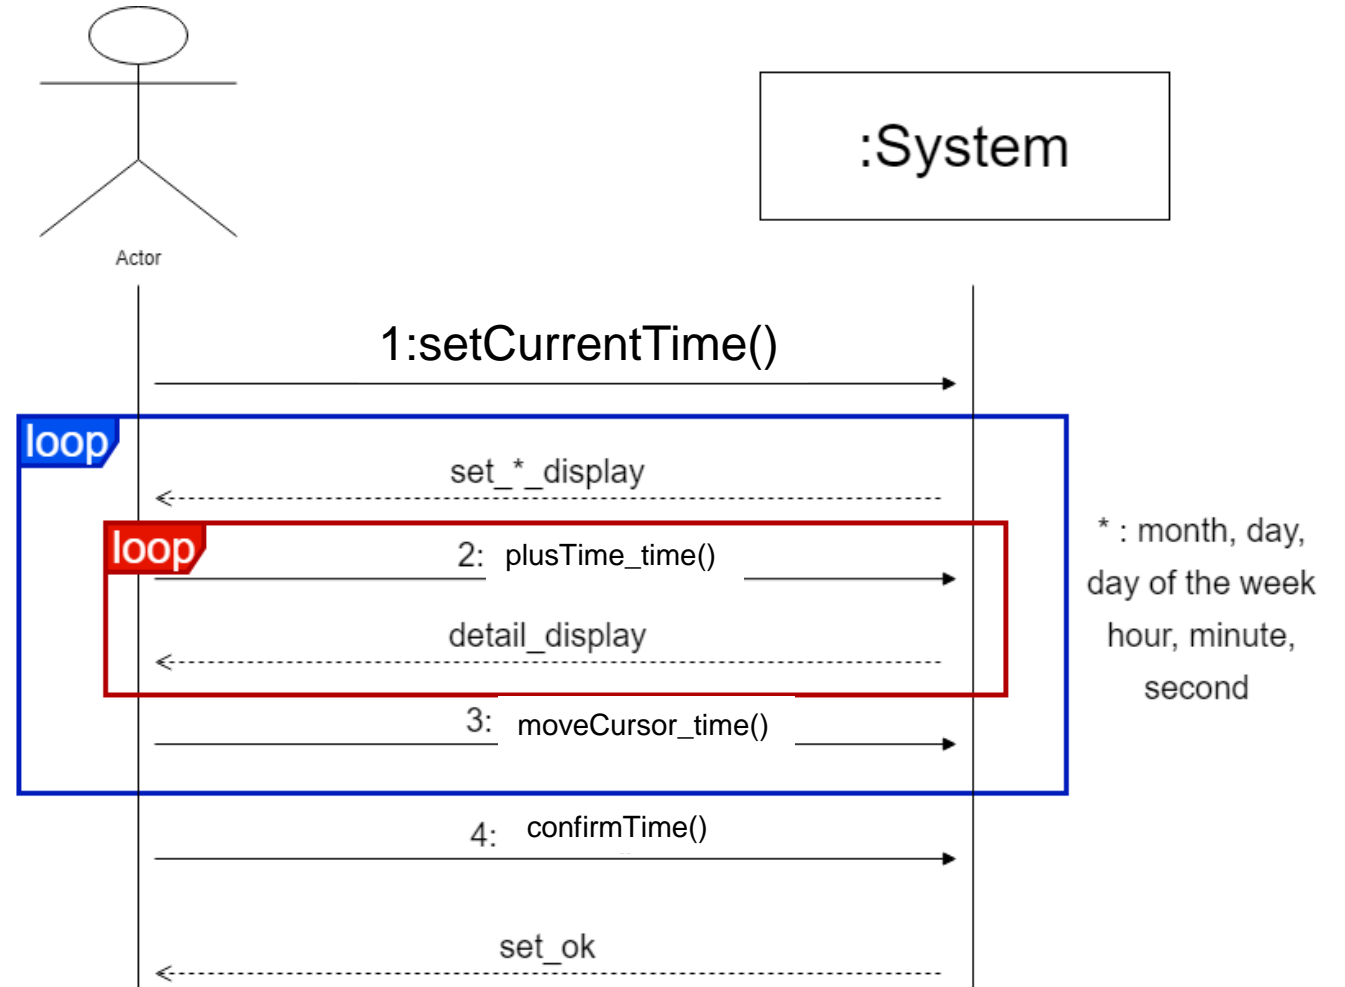 Actor
:System
1:setCurrentTime()
loop
set_*_display
loop
2: plusTime_time()
detail_display
3: moveCursor_time()
* : month, day,
day of the week
hour, minute,
second
4: confirmTime()
set_ok